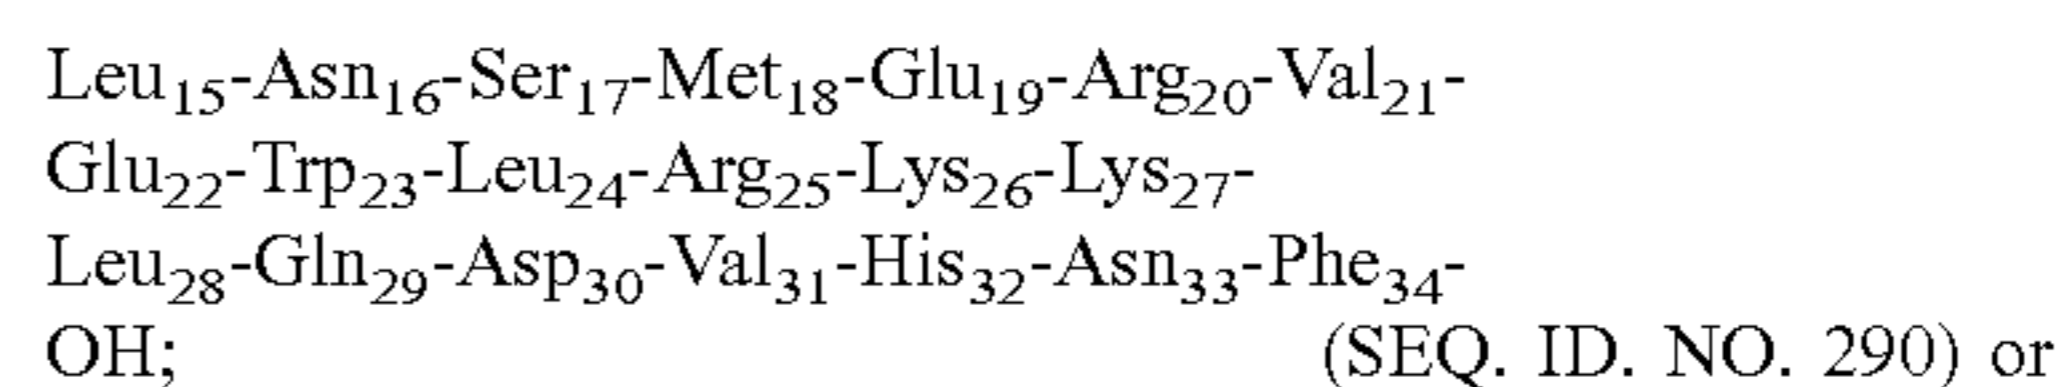 Leu₁₅-Asn₁₆-Ser₁₇-Met₁₈-Glu₁₉-Arg₂₀-Val₂₁-
Glu₂₂-Trp₂₃-Leu₂₄-Arg₂₅-Lys₂₆-Lys₂₇-
Leu₂₈-Gln₂₉-Asp₃₀-Val₃₁-His₃₂-Asn₃₃-Phe₃₄-
OH; (SEQ. ID. NO. 290) or